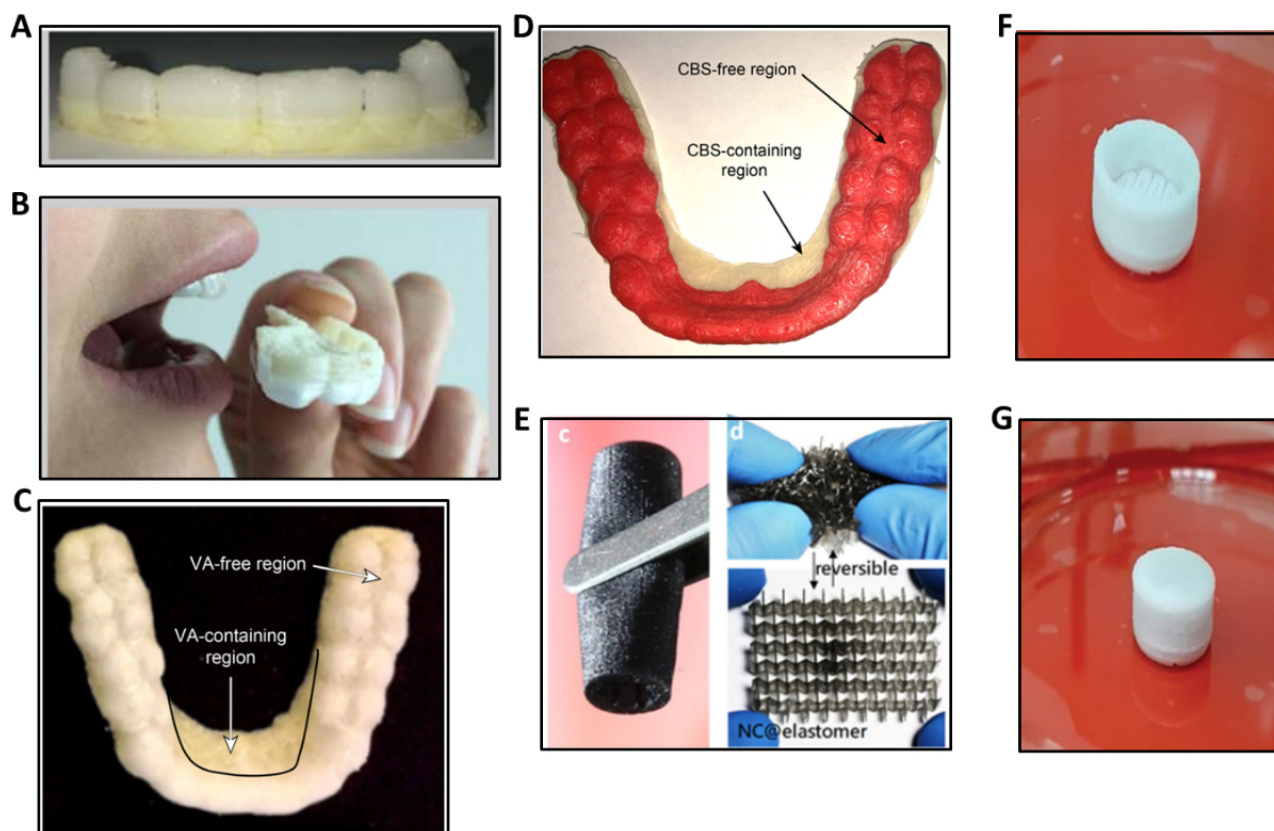 A
B
C
VA-free region
VA-containing
region
D
CBS-free region
CBS-containing
region
E
c
d
reversible
NC@elastomer
F
G